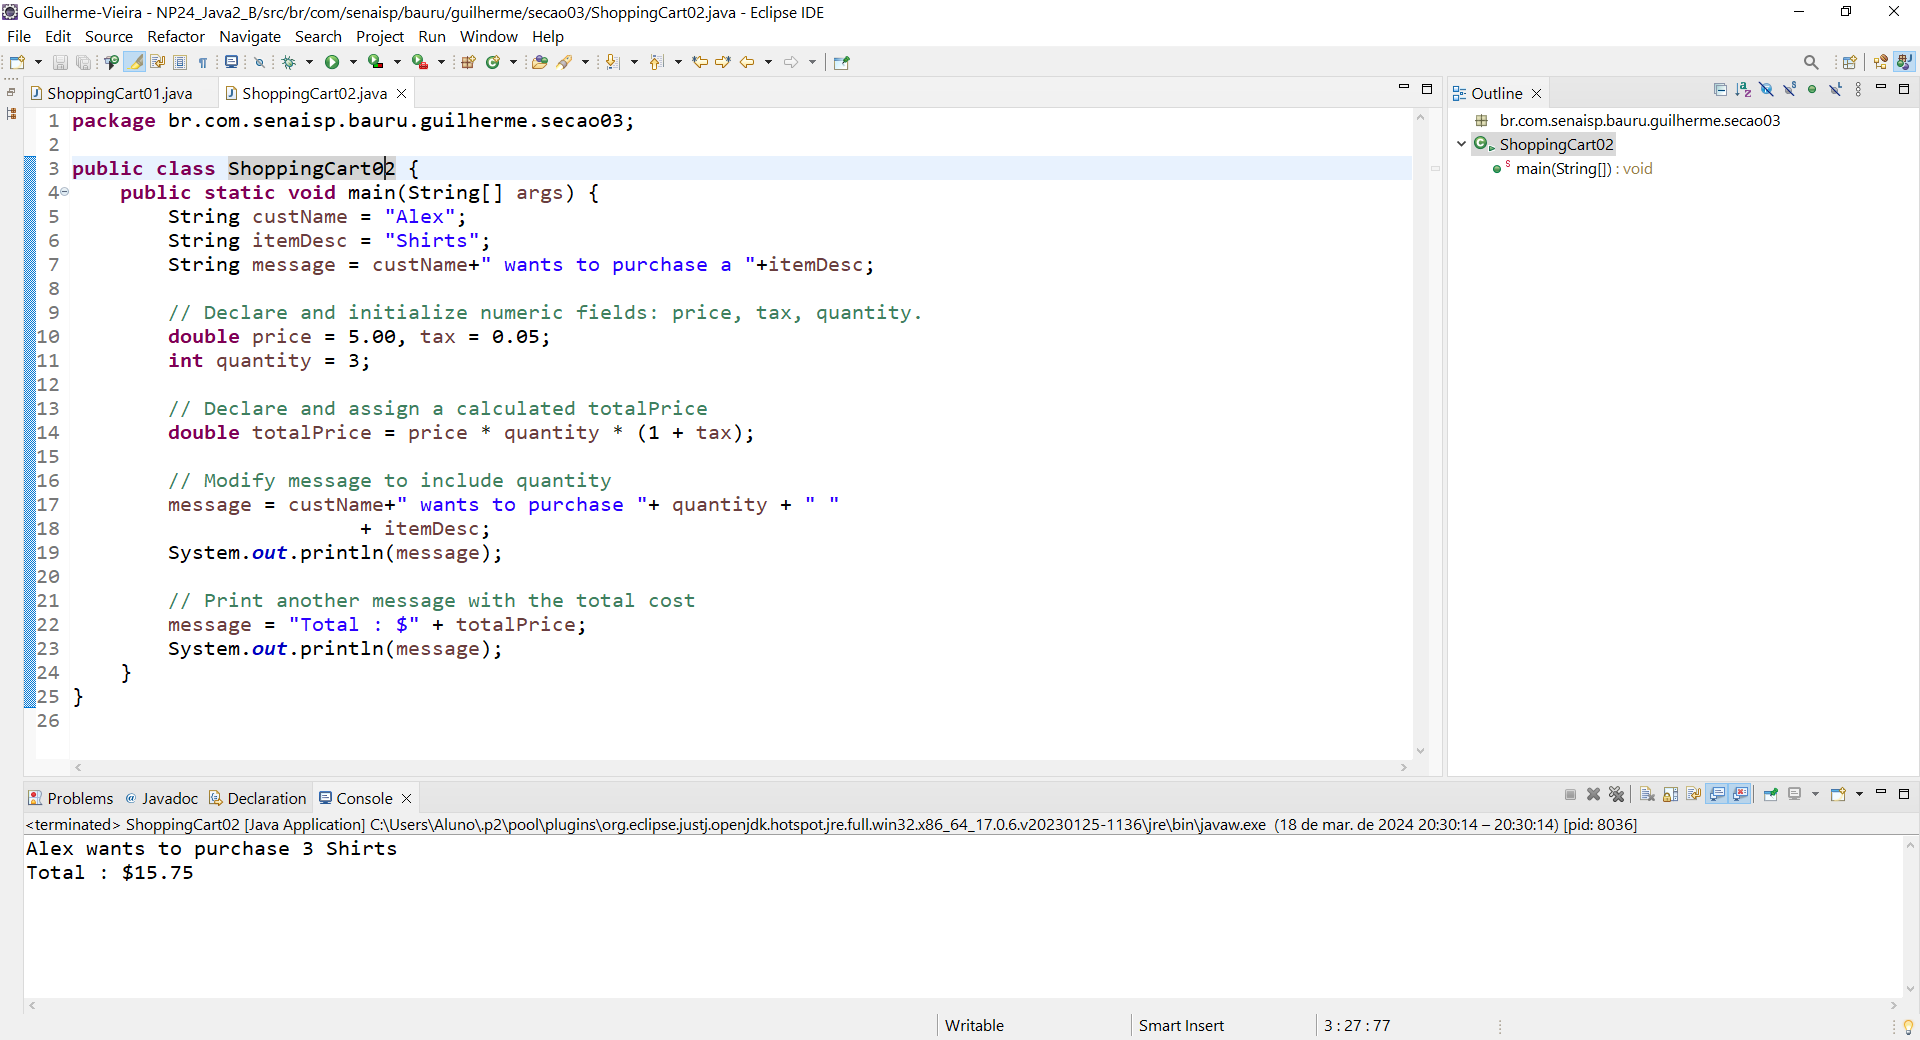 Guilherme-Vieira - NP24_Java2_B/src/br/com/senaisp/bauru/guilherme/secao03/ShoppingCart02.java - Eclipse IDE
File Edit Source Refactor Navigate Search Project Run Window Help
ShoppingCart01.java ShoppingCart02.java
1 package br.com.senaisp.bauru.guilherme.secao03;
2
3 public class ShoppingCart02 {
4 public static void main(String[] args) {
5 String custName = "Alex";
6 String itemDesc = "Shirts";
7 String message = custName+" wants to purchase a "+itemDesc;
8
9 // Declare and initialize numeric fields: price, tax, quantity.
10 double price = 5.00, tax = 0.05;
11 int quantity = 3;
12
13 // Declare and assign a calculated totalPrice
14 double totalPrice = price * quantity * (1 + tax);
15
16 // Modify message to include quantity
17 message = custName+" wants to purchase "+ quantity + " "
18 + itemDesc;
19 System.out.println(message);
20
21 // Print another message with the total cost
22 message = "Total : $" + totalPrice;
23 System.out.println(message);
24 }
25 }
26
Outline
br.com.senaisp.bauru.guilherme.secao03
ShoppingCart02
main(String[]) : void
Problems Javadoc Declaration Console
<terminated> ShoppingCart02 [Java Application] C:\Users\Aluno\.p2\pool\plugins\org.eclipse.justj.openjdk.hotspot.jre.full.win32.x86_64_17.0.6.v20230125-1136\jre\bin\javaw.exe (18 de mar. de 2024 20:30:14 – 20:30:14) [pid: 8036]
Alex wants to purchase 3 Shirts
Total : $15.75
Writable Smart Insert 3 : 27 : 77